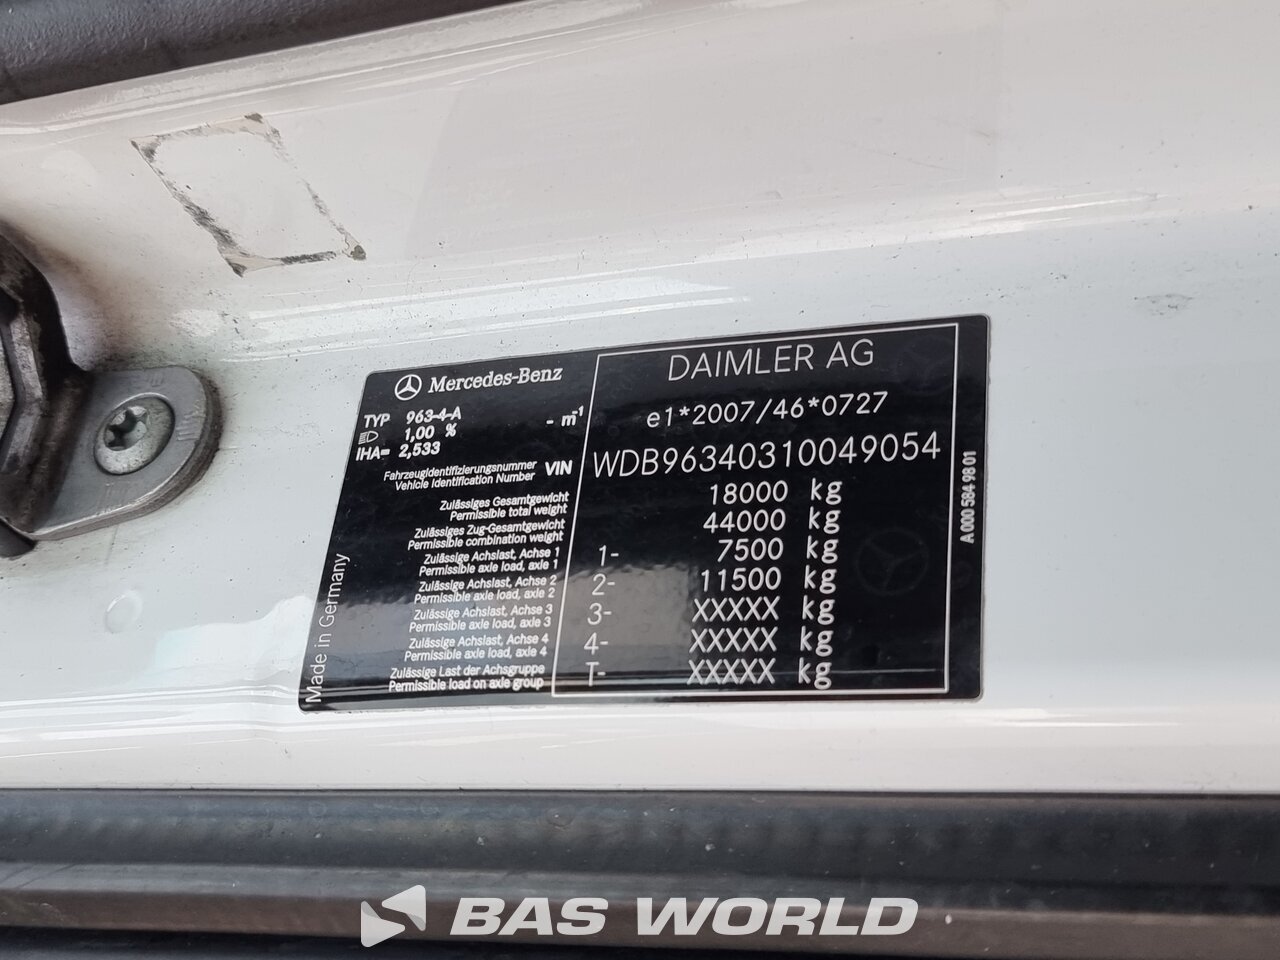 Mercedes-Benz
TYP 963-4-A
1,00 % - m⁻¹
IHA= 2,533
DAIMLER AG
e1*2007/46*0727
Fahrzeugidentifizierungsnummer
Vehicle Identification Number
VIN WDB96340310049054
Zulässiges Gesamtgewicht
Permissible total weight
18000 kg
Zulässiges Zug-Gesamtgewicht
Permissible combination weight
44000 kg
Zulässige Achslast, Achse 1
Permissible axle load, axle 1
1- 7500 kg
Zulässige Achslast, Achse 2
Permissible axle load, axle 2
2- 11500 kg
Zulässige Achslast, Achse 3
Permissible axle load, axle 3
3- XXXXX kg
Zulässige Achslast, Achse 4
Permissible axle load, axle 4
4- XXXXX kg
Zulässige Last der Achsgruppe
Permissible load on axle group
T- XXXXX kg
Made in Germany
A 000 584 98 01
BAS WORLD